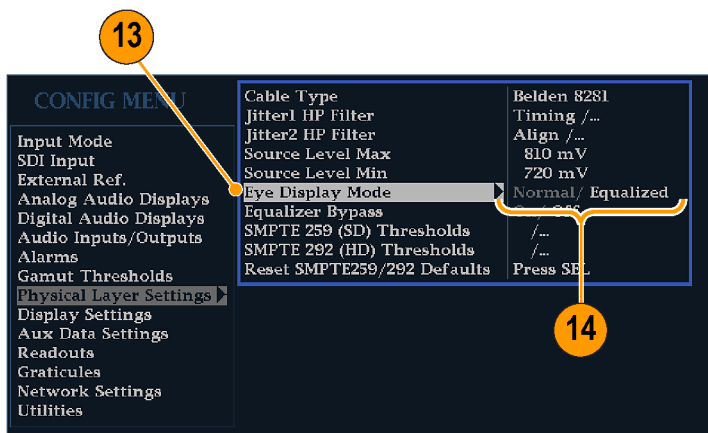 13
CONFIG MENU
Input Mode
SDI Input
External Ref.
Analog Audio Displays
Digital Audio Displays
Audio Inputs/Outputs
Alarms
Gamut Thresholds
Physical Layer Settings
Display Settings
Aux Data Settings
Readouts
Graticules
Network Settings
Utilities
Cable Type Belden 8281
Jitter1 HP Filter Timing /...
Jitter2 HP Filter Align /...
Source Level Max 810 mV
Source Level Min 720 mV
Eye Display Mode Normal/ Equalized
Equalizer Bypass On/ Off
SMPTE 259 (SD) Thresholds /...
SMPTE 292 (HD) Thresholds /...
Reset SMPTE259/292 Defaults Press SEL
14